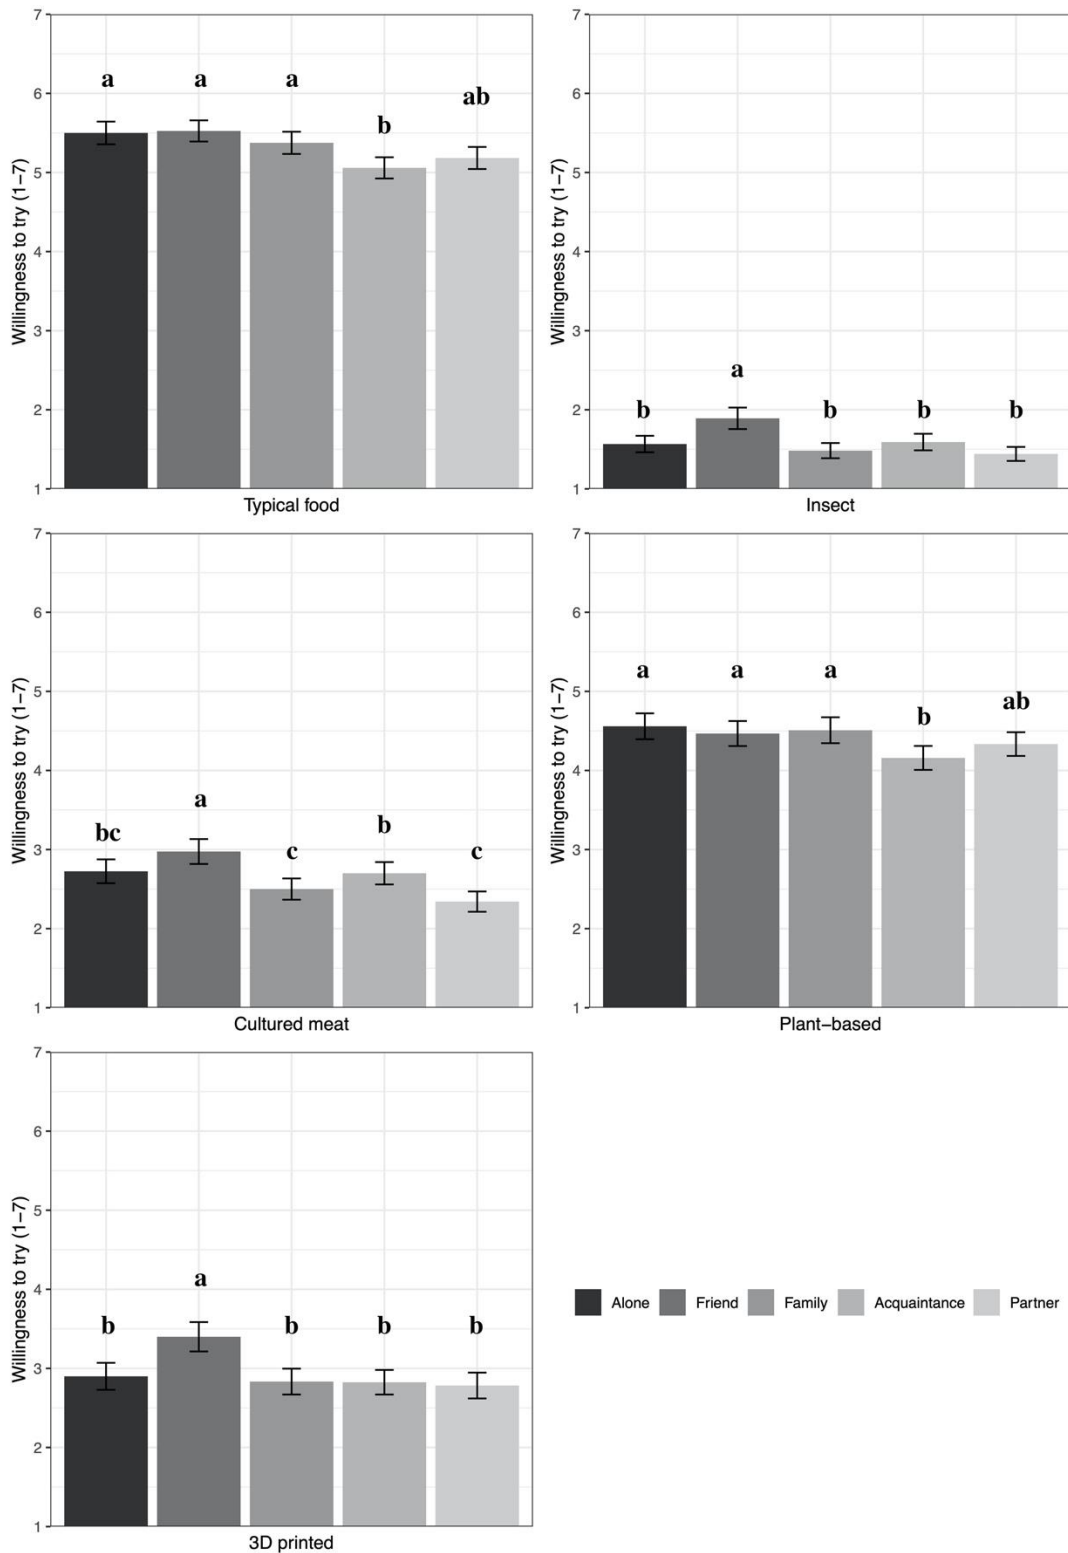 7
6
5
4
3
2
1
Willingness to try (1–7)
a
a
a
b
ab
Typical food
7
6
5
4
3
2
1
Willingness to try (1–7)
b
a
b
b
b
Insect
7
6
5
4
3
2
1
Willingness to try (1–7)
bc
a
c
b
c
Cultured meat
7
6
5
4
3
2
1
Willingness to try (1–7)
a
a
a
b
ab
Plant–based
7
6
5
4
3
2
1
Willingness to try (1–7)
b
a
b
b
b
3D printed
Alone Friend Family Acquaintance Partner